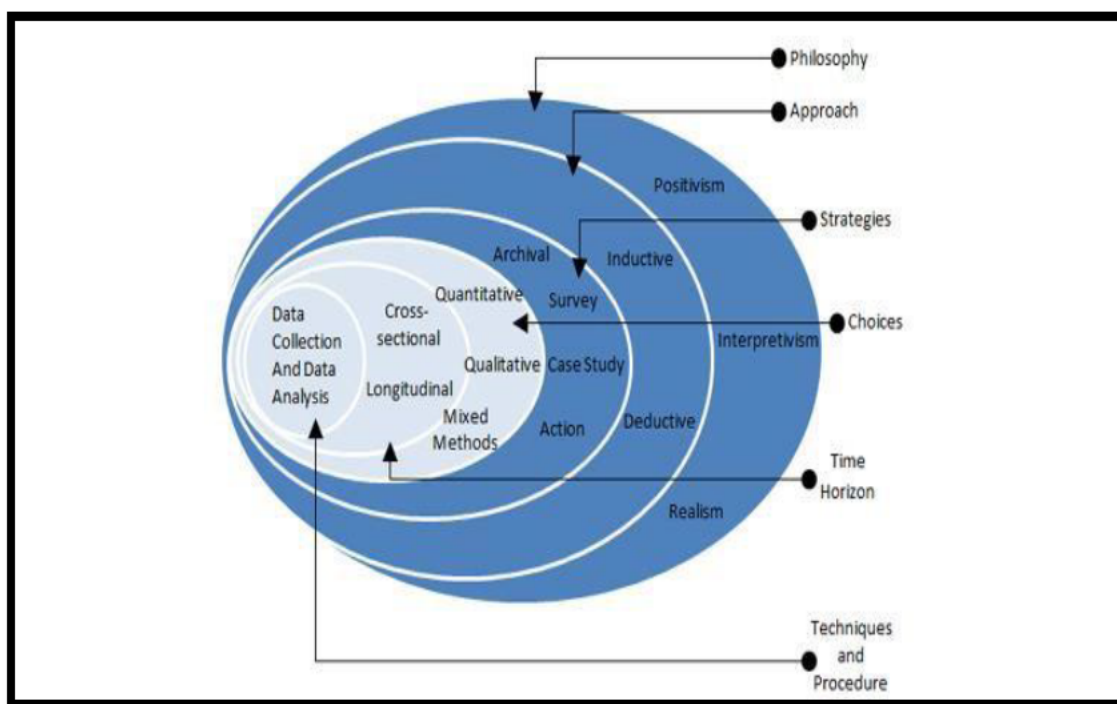 Philosophy
Approach
Positivism
Strategies
Archival
Inductive
Quantitative
Survey
Data
Collection
And Data
Analysis
Cross-
sectional
Choices
Interpretivism
Qualitative
Case Study
Longitudinal
Mixed
Methods
Action
Deductive
Time
Horizon
Realism
Techniques
and
Procedure